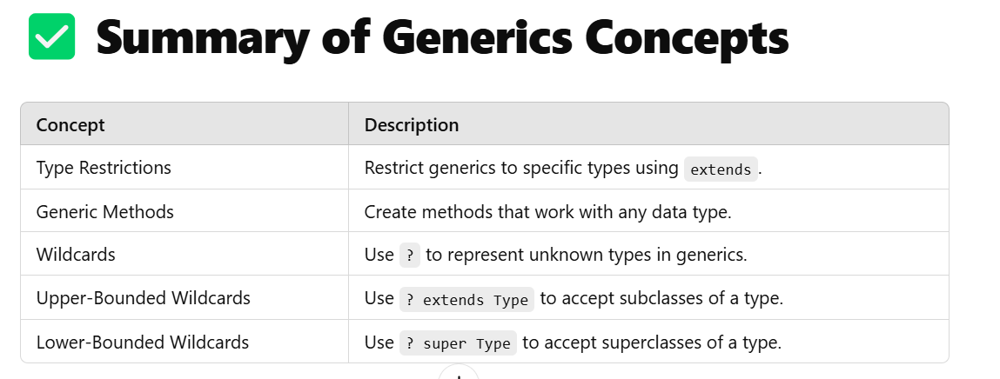 Summary of Generics Concepts
Concept Description
Type Restrictions Restrict generics to specific types using extends.
Generic Methods Create methods that work with any data type.
Wildcards Use ? to represent unknown types in generics.
Upper-Bounded Wildcards Use ? extends Type to accept subclasses of a type.
Lower-Bounded Wildcards Use ? super Type to accept superclasses of a type.